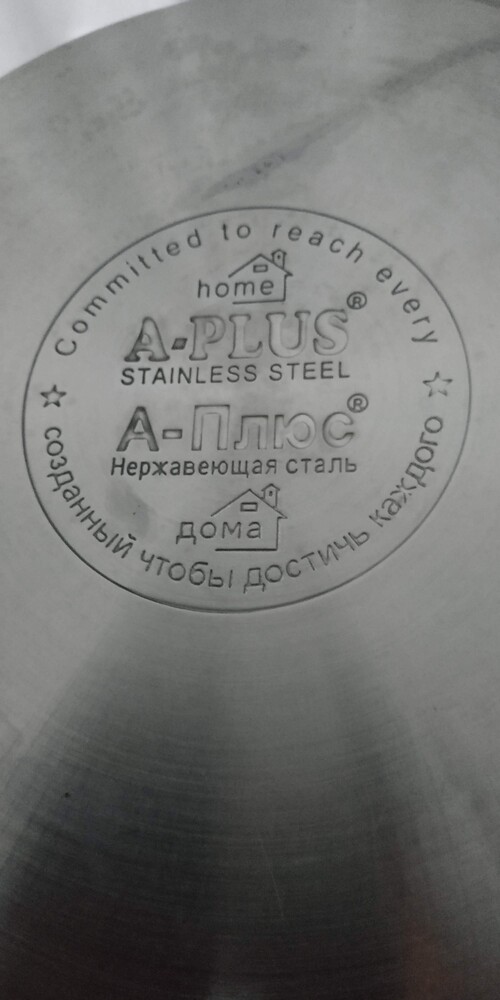 Committed to reach every
home
A-PLUS®
STAINLESS STEEL
А-Плюс®
Нержавеющая сталь
дома
созданный чтобы достичь каждого